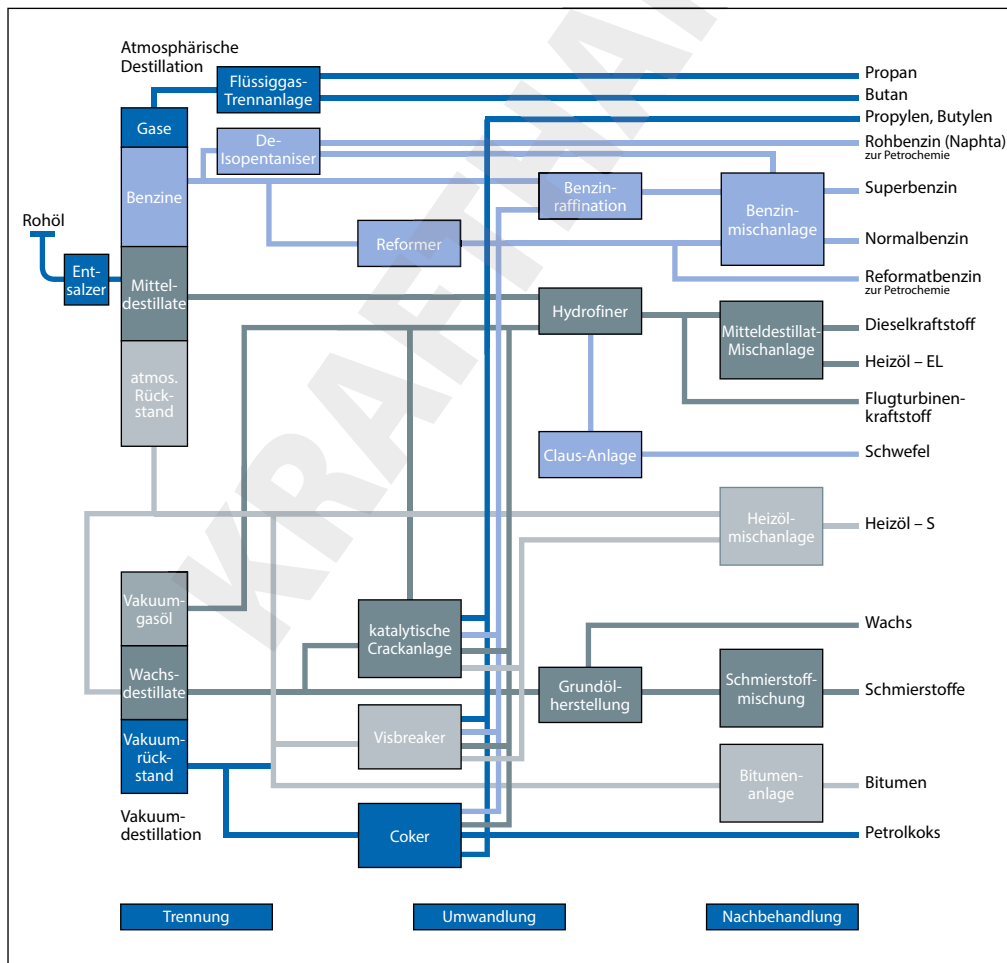 Atmosphärische
Destillation
Flüssiggas-
Trennanlage
Propan
Butan
Gase
Propylen, Butylen
De-
Isopentaniser
Rohbenzin (Naphta)
zur Petrochemie
Benzine
Benzin-
raffination
Benzin-
mischanlage
Superbenzin
Rohöl
Reformer
Normalbenzin
Ent-
salzer
Mittel-
destillate
Reformatbenzin
zur Petrochemie
Hydrofiner
Mitteldestillat-
Mischanlage
Dieselkraftstoff
Heizöl – EL
atmos.
Rück-
stand
Flugturbinen-
kraftstoff
Claus-Anlage
Schwefel
Heizöl-
mischanlage
Heizöl – S
Vakuum-
gasöl
katalytische
Crackanlage
Wachs
Wachs-
destillate
Grundöl-
herstellung
Schmierstoff-
mischung
Schmierstoffe
Vakuum-
rück-
stand
Visbreaker
Bitumen-
anlage
Bitumen
Vakuum-
destillation
Coker
Petrolkoks
Trennung
Umwandlung
Nachbehandlung
KRAFTHA